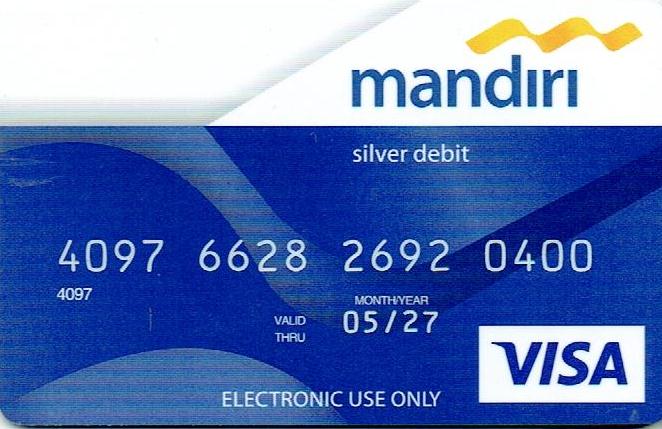 mandiri
silver debit
4097 6628 2692 0400
4097
MONTH/YEAR
VALID THRU 05/27
VISA
ELECTRONIC USE ONLY